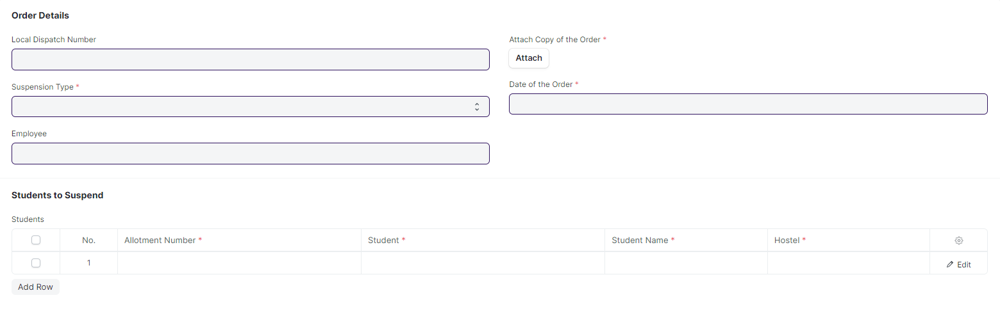 Order Details
Local Dispatch Number
Attach Copy of the Order *
Attach
Suspension Type *
Date of the Order *
Employee
Students to Suspend
Students
No. Allotment Number * Student * Student Name * Hostel *
1 Edit
Add Row